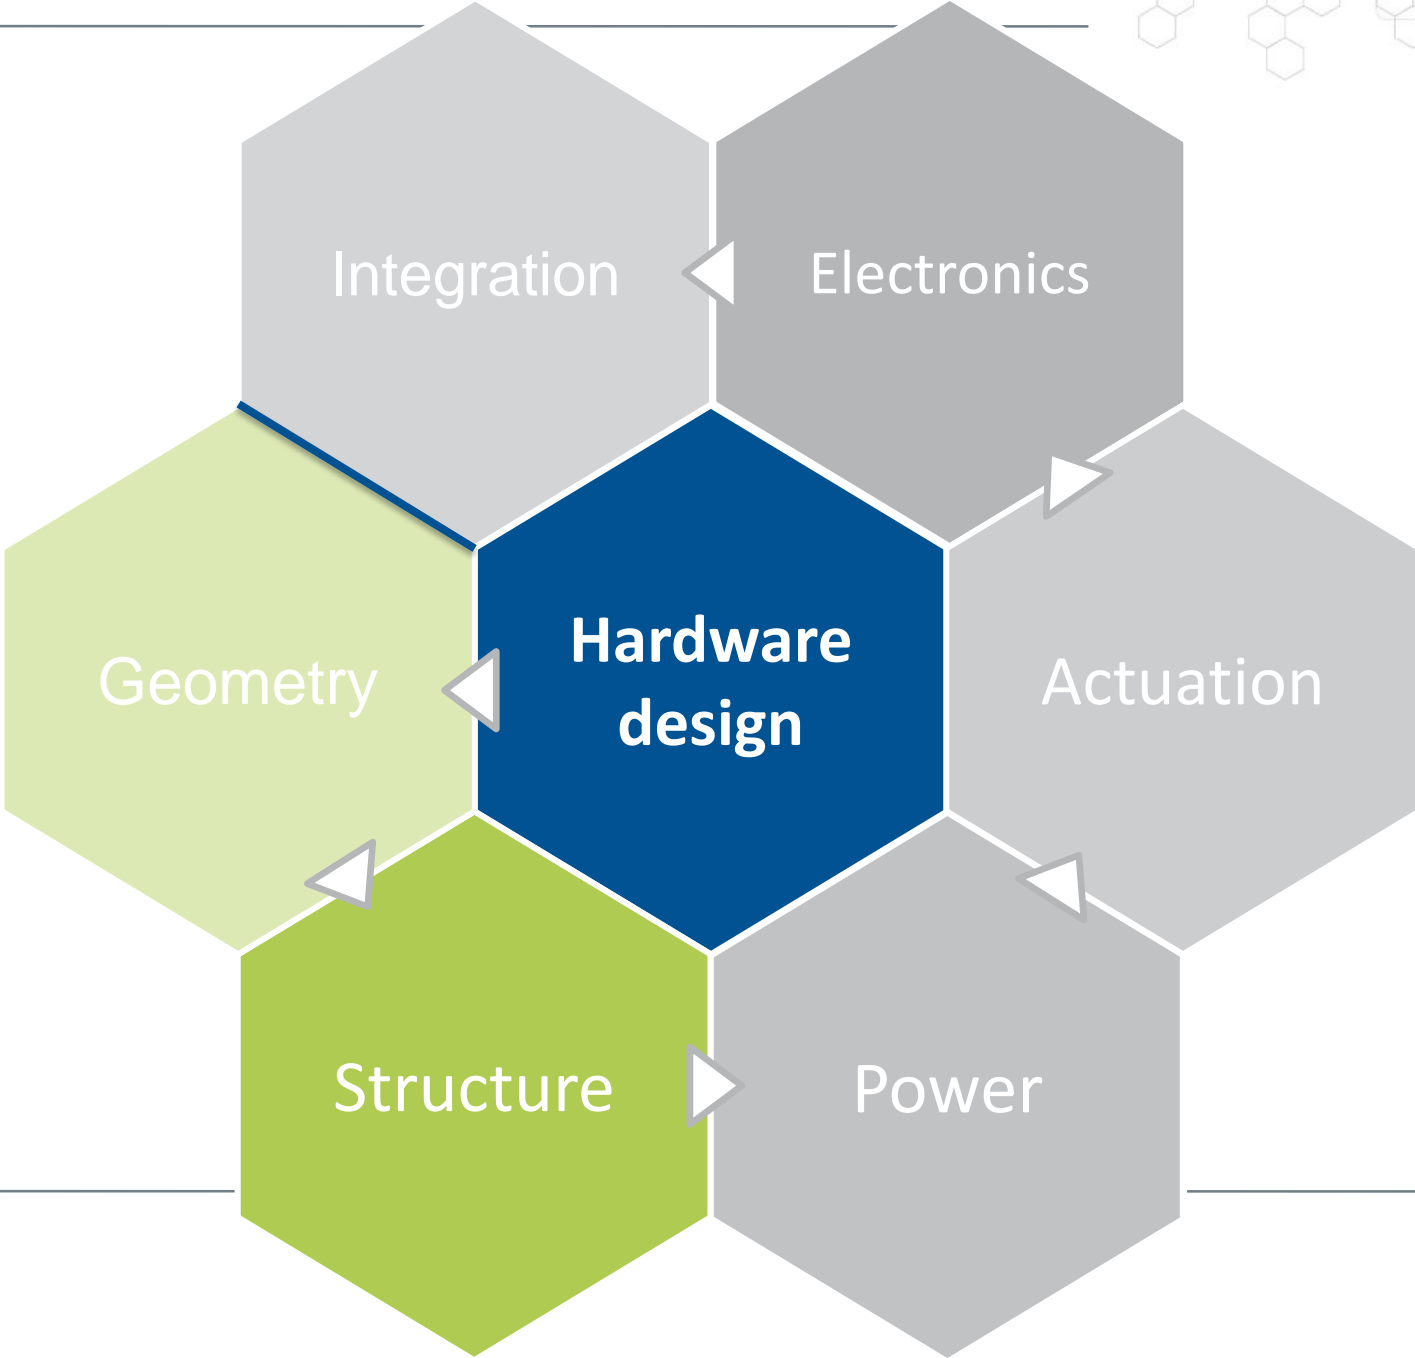 Integration
Electronics
Geometry
Hardware
design
Actuation
Structure
Power